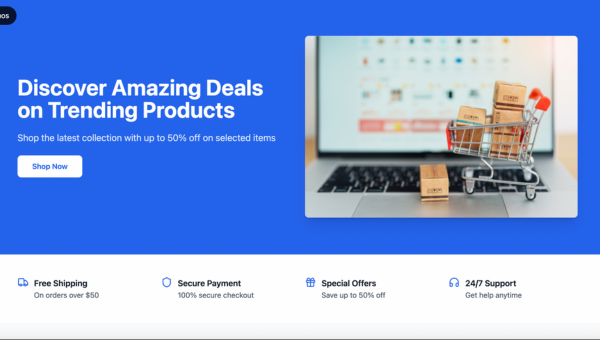 Discover Amazing Deals
on Trending Products
Shop the latest collection with up to 50% off on selected items
Shop Now
Free Shipping
On orders over $50
Secure Payment
100% secure checkout
Special Offers
Save up to 50% off
24/7 Support
Get help anytime